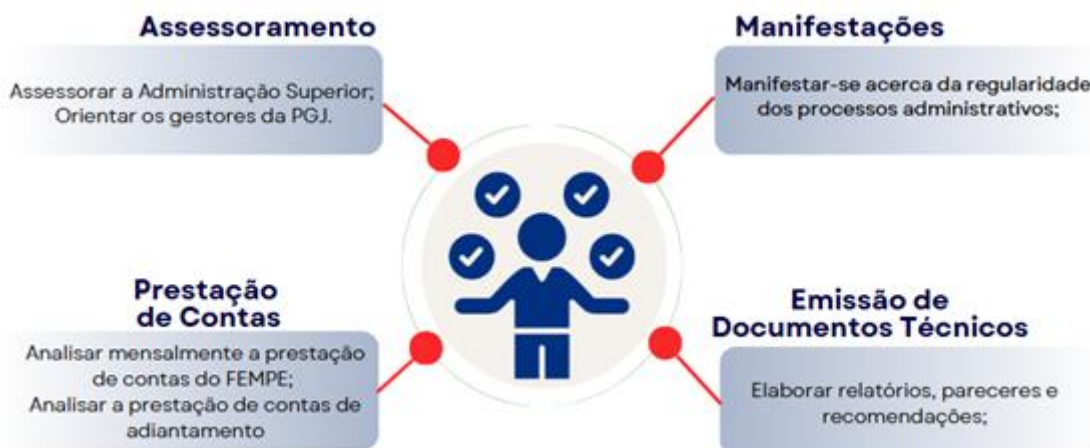 Assessoramento
Assessorar a Administração Superior;
Orientar os gestores da PGJ.
Manifestações
Manifestar-se acerca da regularidade
dos processos administrativos;
Prestação
de Contas
Analisar mensalmente a prestação
de contas do FEMPE;
Analisar a prestação de contas de
adiantamento
Emissão de
Documentos Técnicos
Elaborar relatórios, pareceres e
recomendações;